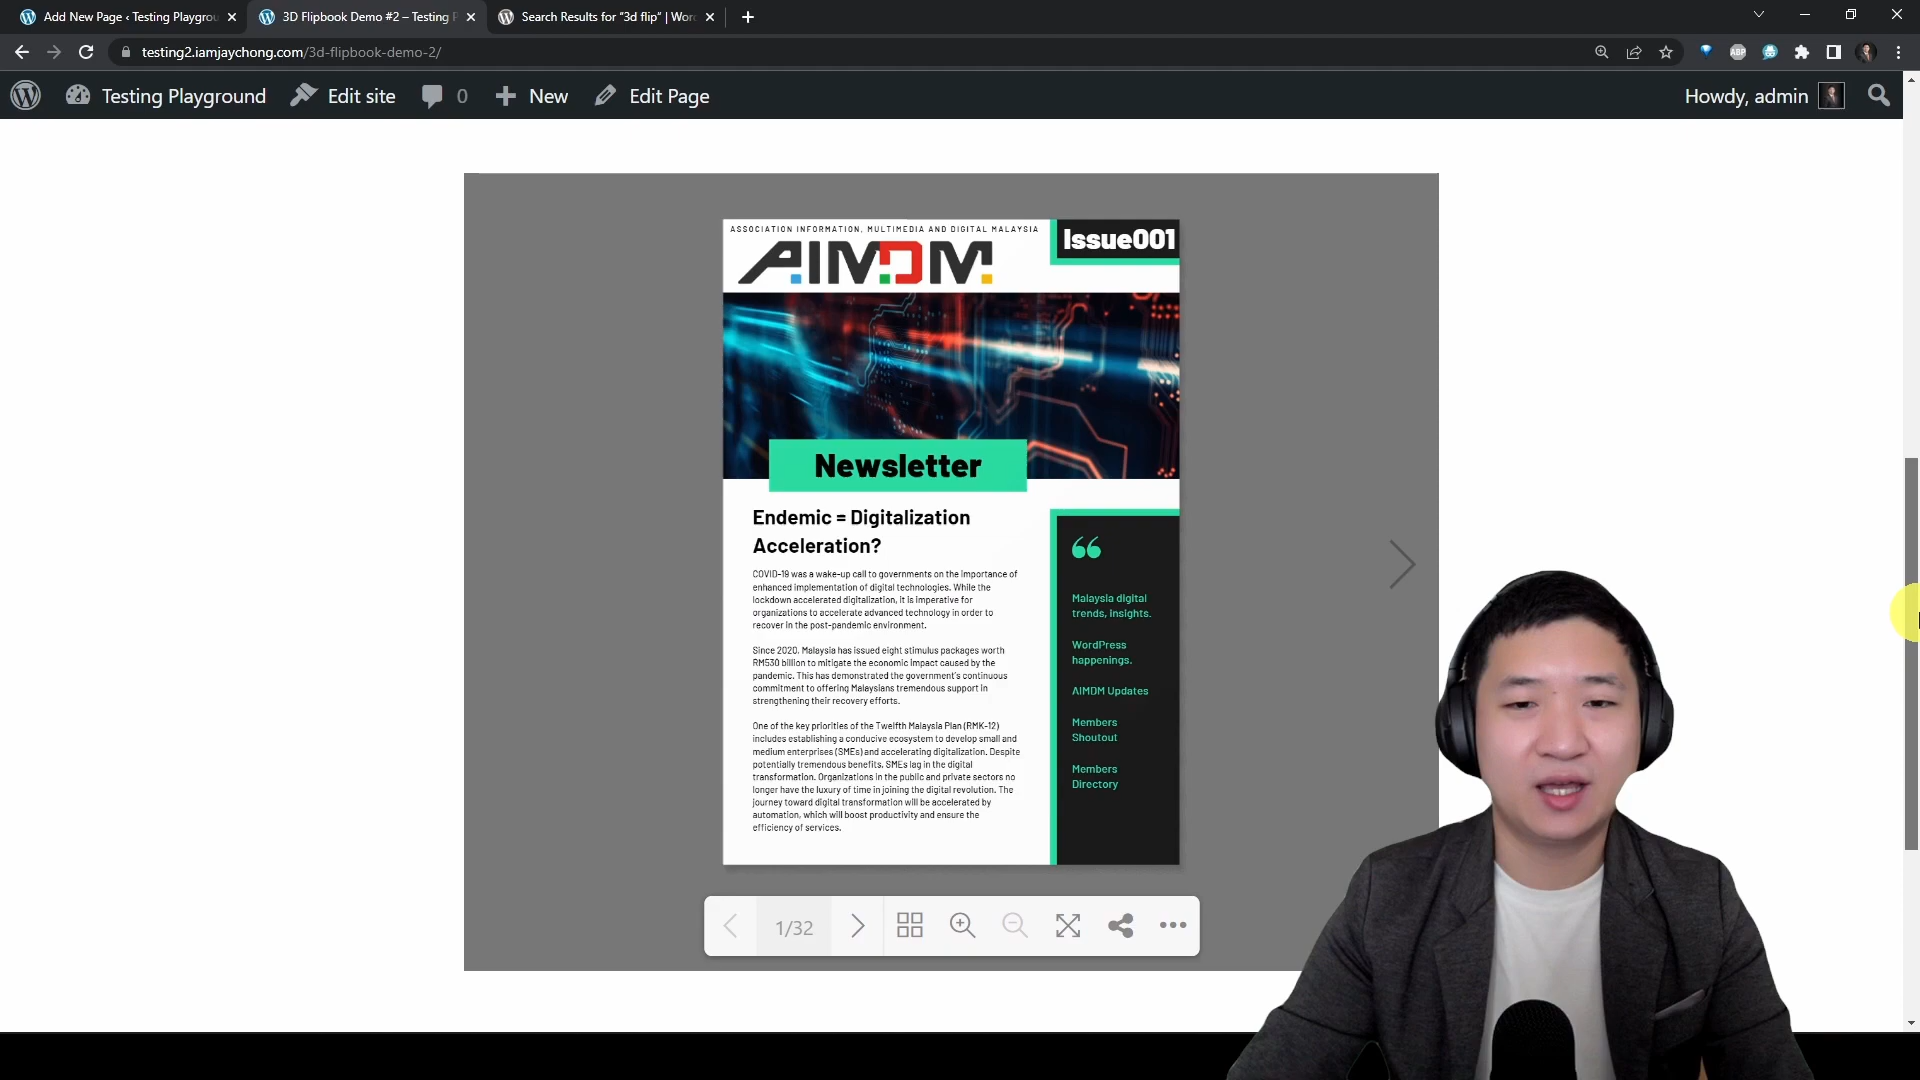 Add New Page ‹ Testing Playgrou
3D Flipbook Demo #2 – Testing P
Search Results for "3d flip" | Wor
testing2.iamjaychong.com/3d-flipbook-demo-2/
ABP
Testing Playground
Edit site
0
New
Edit Page
Howdy, admin
ASSOCIATION INFORMATION, MULTIMEDIA AND DIGITAL MALAYSIA
AIMDM
Issue001
Newsletter
Endemic = Digitalization
Acceleration?
COVID-19 was a wake-up call to governments on the importance of
enhanced implementation of digital technologies. While the
lockdown accelerated digitalization, it is imperative for
organizations to accelerate advanced technology in order to
recover in the post-pandemic environment.
Since 2020, Malaysia has issued eight stimulus packages worth
RM530 billion to mitigate the economic impact caused by the
pandemic. This has demonstrated the government's continuous
commitment to offering Malaysians tremendous support in
strengthening their recovery efforts.
One of the key priorities of the Twelfth Malaysia Plan (RMK-12)
includes establishing a conducive ecosystem to develop small and
medium enterprises (SMEs) and accelerating digitalization. Despite
potentially tremendous benefits, SMEs lag in the digital
transformation. Organizations in the public and private sectors no
longer have the luxury of time in joining the digital revolution. The
journey toward digital transformation will be accelerated by
automation, which will boost productivity and ensure the
efficiency of services.
“
Malaysia digital
trends, insights.
WordPress
happenings.
AIMDM Updates
Members
Shoutout
Members
Directory
1/32